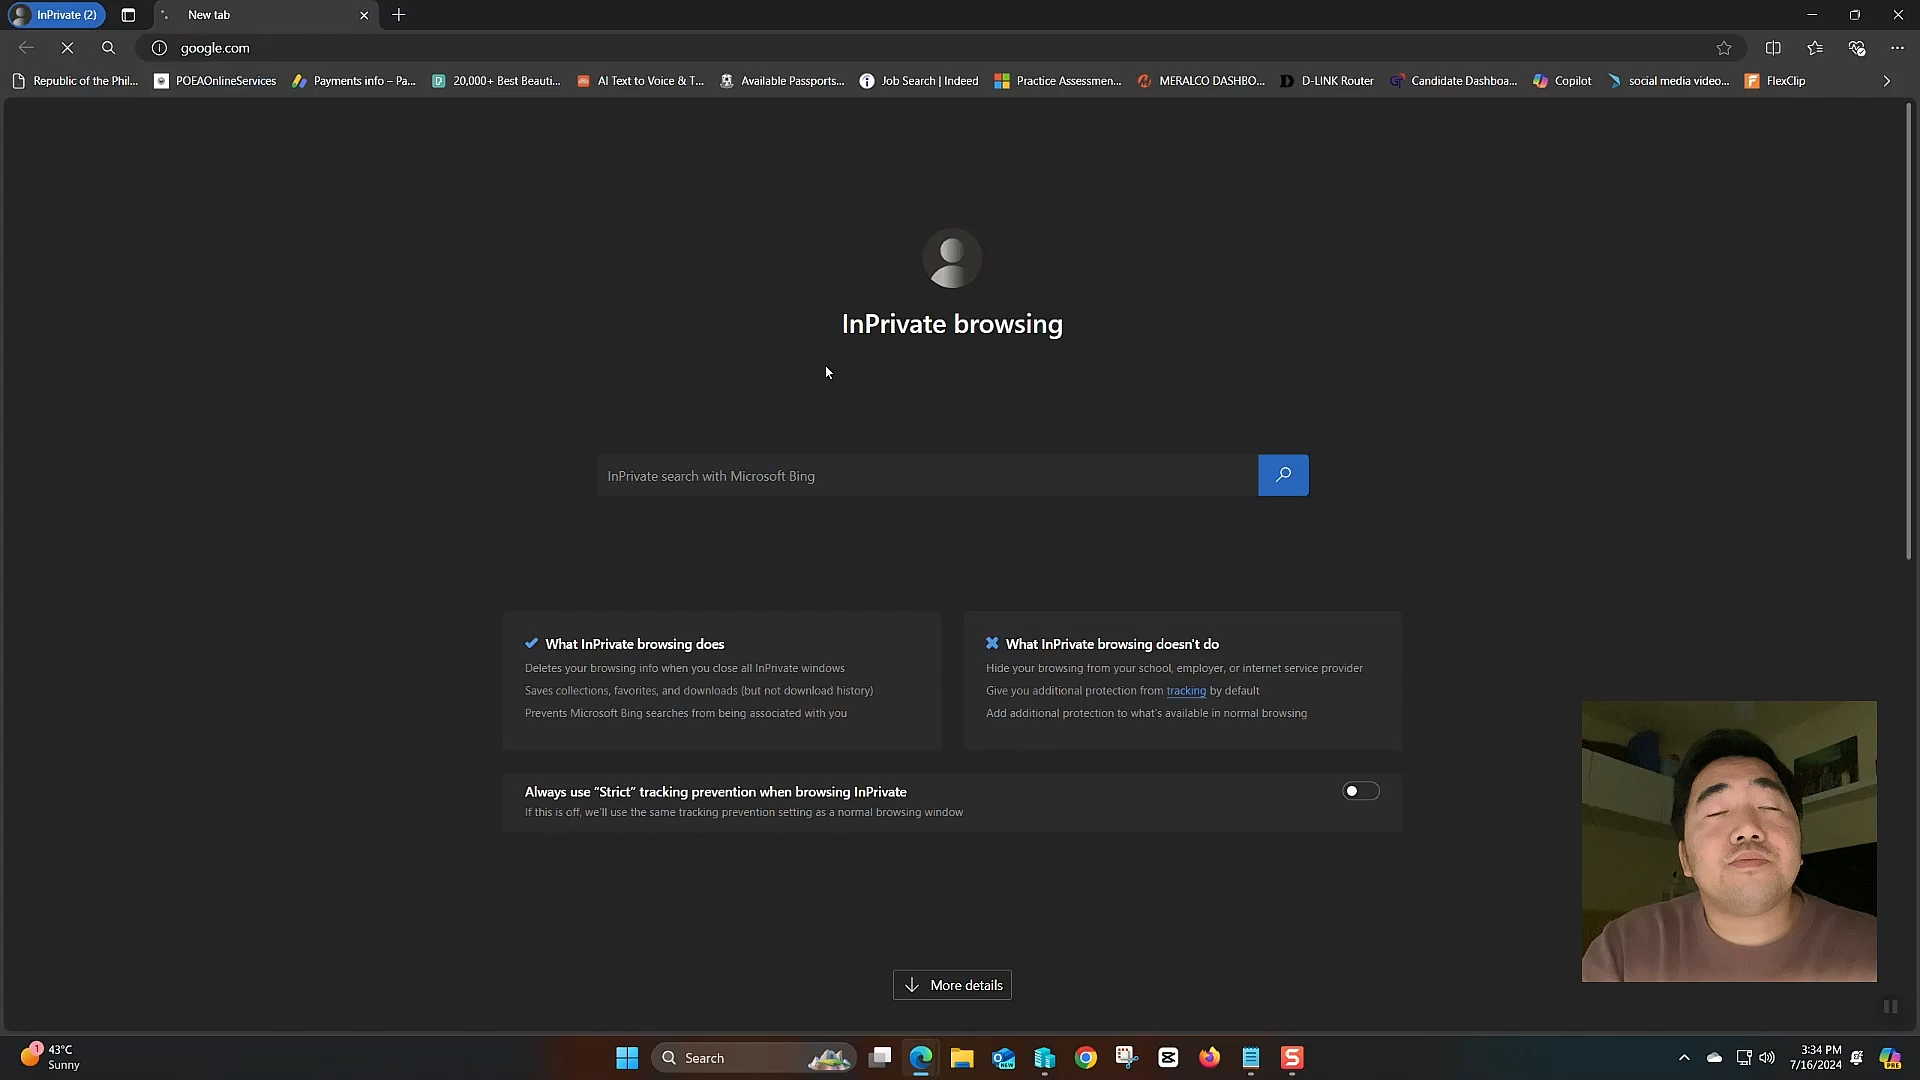 InPrivate (2)
New tab
google.com
Republic of the Phil...
POEAOnlineServices
Payments info – Pa...
20,000+ Best Beauti...
AI Text to Voice & T...
Available Passports...
Job Search | Indeed
Practice Assessmen...
MERALCO DASHBO...
D-LINK Router
Candidate Dashboa...
Copilot
social media video...
FlexClip
InPrivate browsing
InPrivate search with Microsoft Bing
What InPrivate browsing does
Deletes your browsing info when you close all InPrivate windows
Saves collections, favorites, and downloads (but not download history)
Prevents Microsoft Bing searches from being associated with you
What InPrivate browsing doesn't do
Hide your browsing from your school, employer, or internet service provider
Give you additional protection from tracking by default
Add additional protection to what's available in normal browsing
Always use “Strict” tracking prevention when browsing InPrivate
If this is off, we'll use the same tracking prevention setting as a normal browsing window
More details
1
43°C
Sunny
Search
NEW
3:34 PM
7/16/2024
PRE